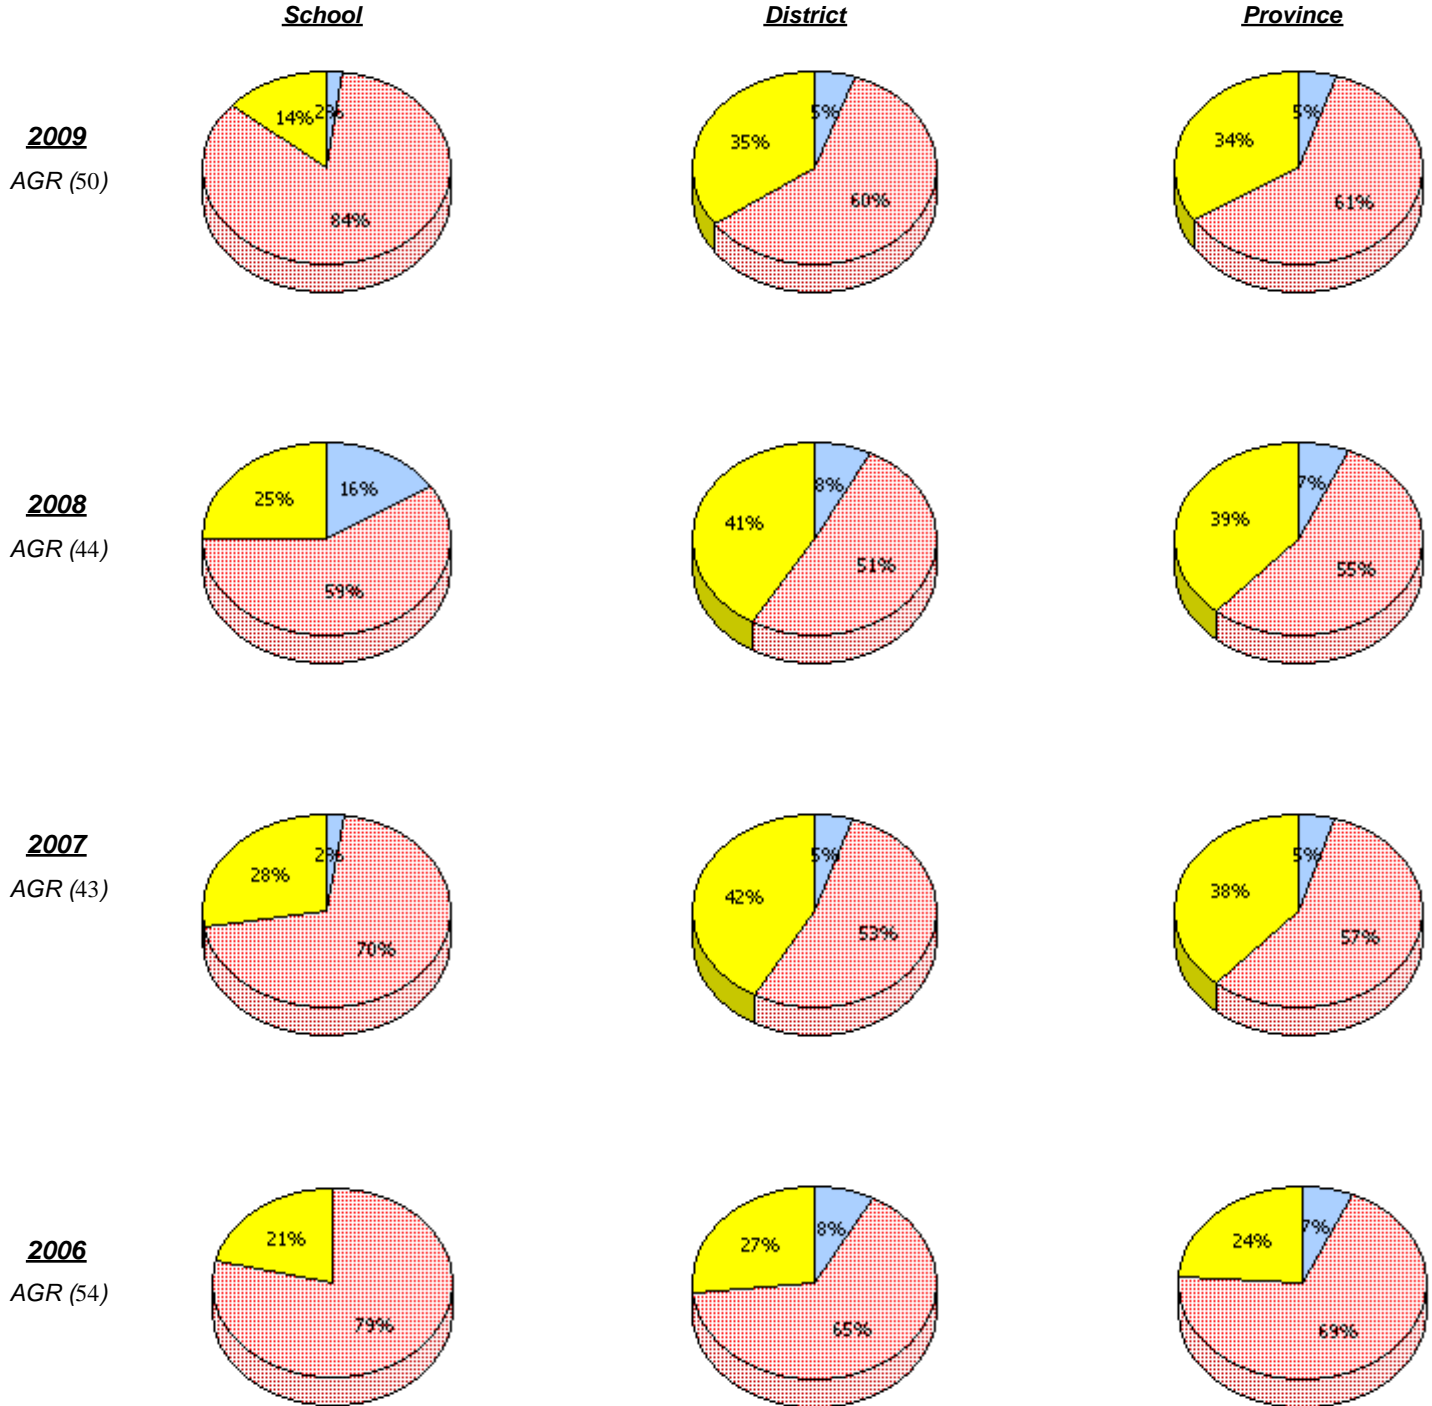 School District Province
14% 2% 35% 5% 34% 5%
2009
AGR (50)
84% 60% 61%
25% 16% 41% 8% 39% 7%
2008
AGR (44)
59% 51% 55%
28% 2% 42% 5% 38% 5%
2007
AGR (43)
70% 53% 57%
21% 27% 8% 24% 7%
2006
AGR (54)
79% 65% 69%